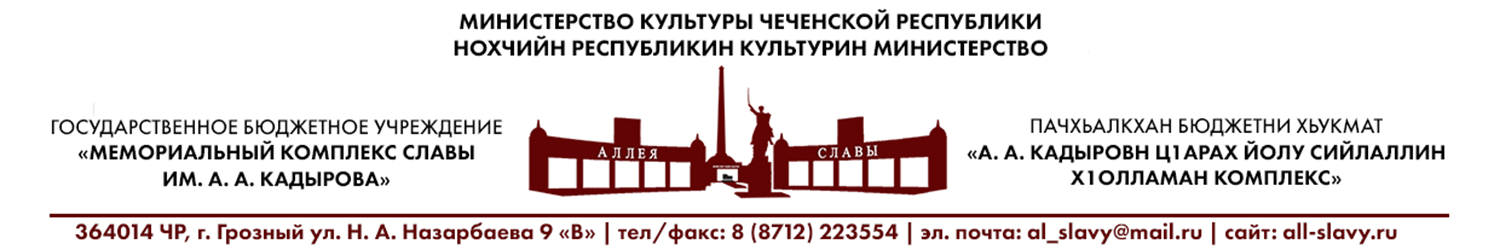 МИНИСТЕРСТВО КУЛЬТУРЫ ЧЕЧЕНСКОЙ РЕСПУБЛИКИ
НОХЧИЙН РЕСПУБЛИКИН КУЛЬТУРИН МИНИСТЕРСТВО
ГОСУДАРСТВЕННОЕ БЮДЖЕТНОЕ УЧРЕЖДЕНИЕ
«МЕМОРИАЛЬНЫЙ КОМПЛЕКС СЛАВЫ
ИМ. А. А. КАДЫРОВА»
АЛЛЕЯ СЛАВЫ
ПАЧХЬАЛКХАН БЮДЖЕТНИ ХЬУКМАТ
«А. А. КАДЫРОВН Ц1АРАХ ЙОЛУ СИЙЛАЛЛИН
Х1ОЛЛАМАН КОМПЛЕКС»
364014 ЧР, г. Грозный ул. Н. А. Назарбаева 9 «В» | тел/факс: 8 (8712) 223554 | эл. почта: al_slavy@mail.ru | сайт: all-slavy.ru